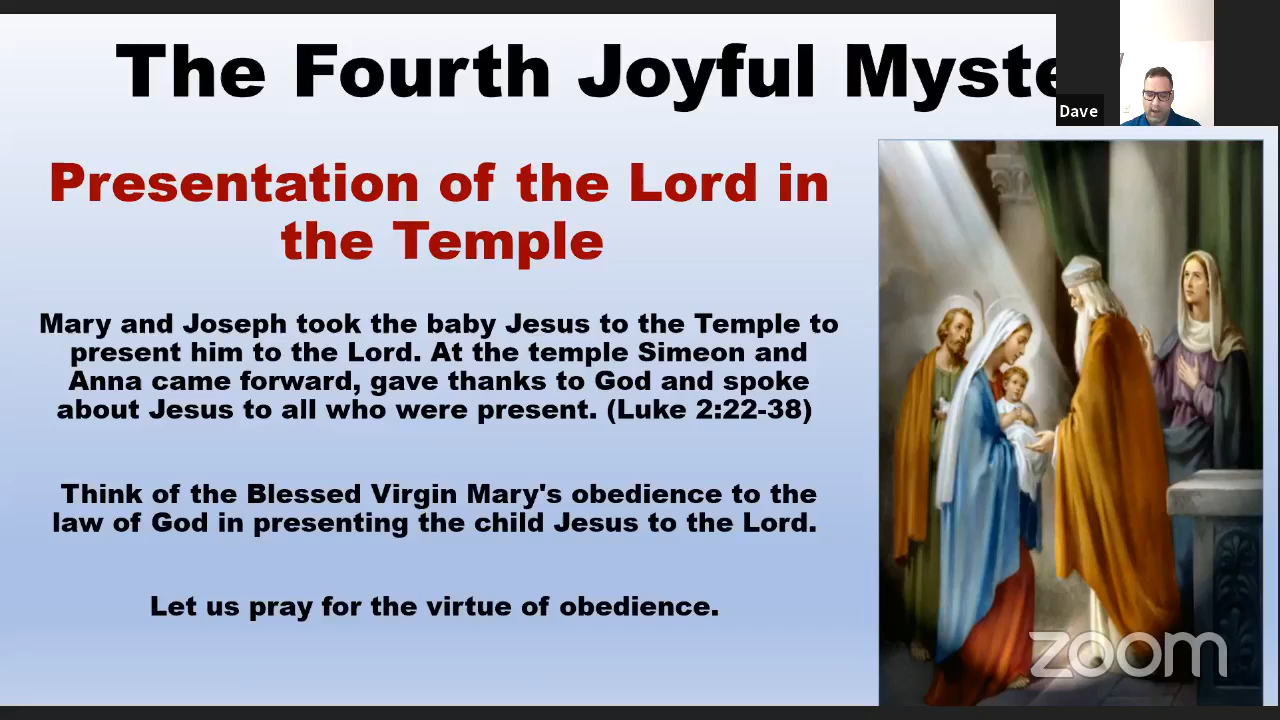 The Fourth Joyful Myste
Dave
Presentation of the Lord in
the Temple
Mary and Joseph took the baby Jesus to the Temple to
present him to the Lord. At the temple Simeon and
Anna came forward, gave thanks to God and spoke
about Jesus to all who were present. (Luke 2:22-38)
Think of the Blessed Virgin Mary's obedience to the
law of God in presenting the child Jesus to the Lord.
Let us pray for the virtue of obedience.
zoom